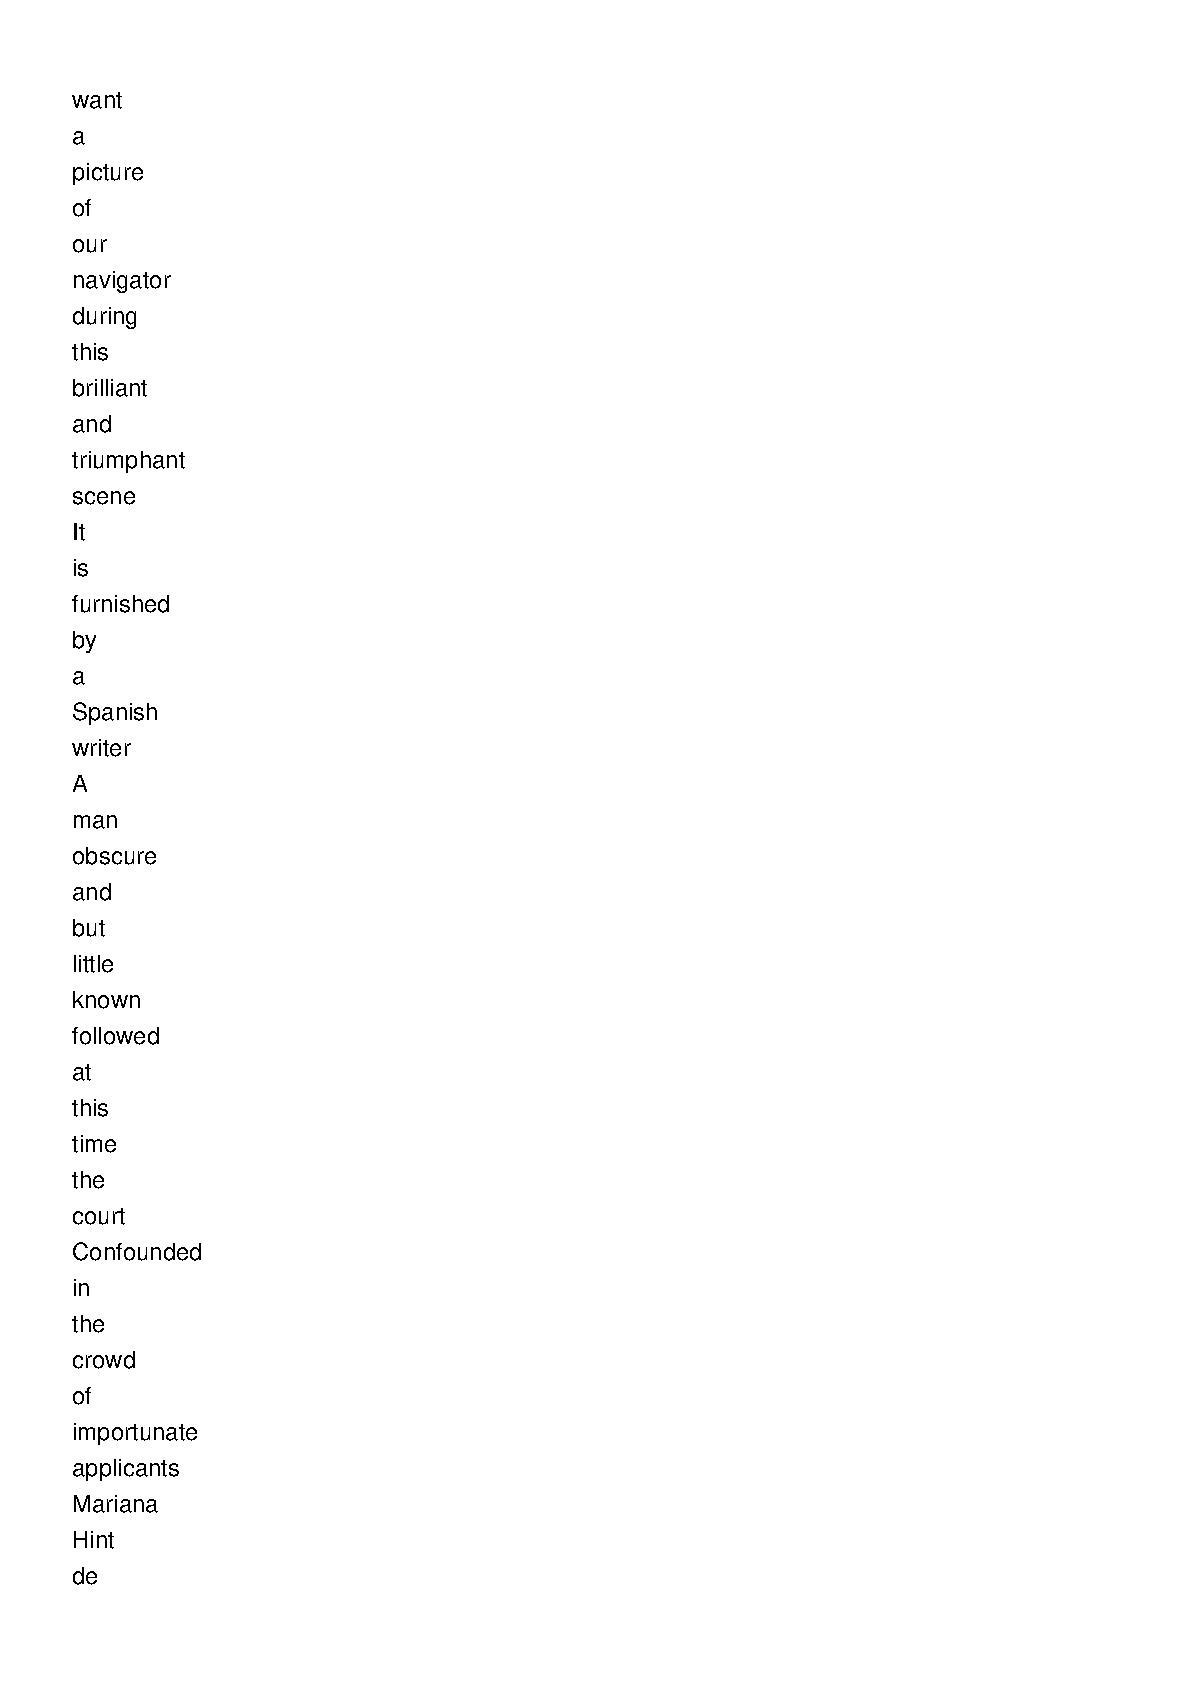 want
a
picture
of
our
navigator
during
this
brilliant
and
triumphant
scene
It
is
furnished
by
a
Spanish
writer
A
man
obscure
and
but
little
known
followed
at
this
time
the
court
Confounded
in
the
crowd
of
importunate
applicants
Mariana
Hint
de